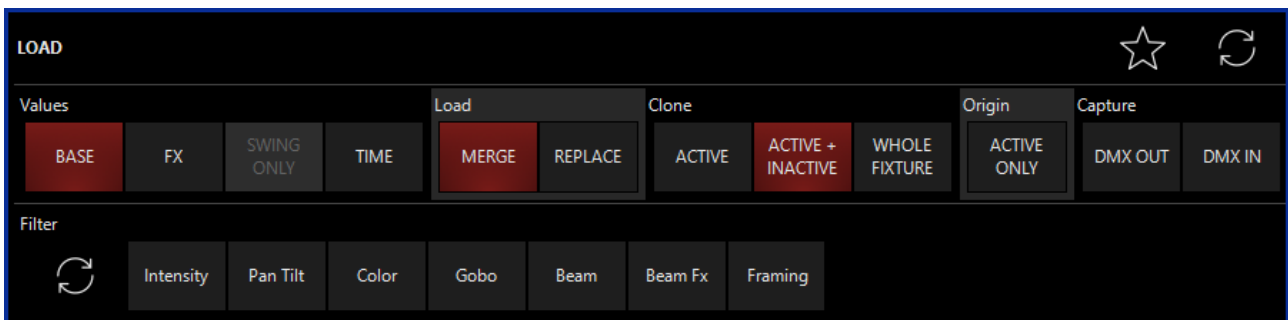 LOAD
Values Load Clone Origin Capture
BASE FX SWING ONLY TIME MERGE REPLACE ACTIVE ACTIVE + INACTIVE WHOLE FIXTURE ACTIVE ONLY DMX OUT DMX IN
Filter
Intensity Pan Tilt Color Gobo Beam Beam Fx Framing